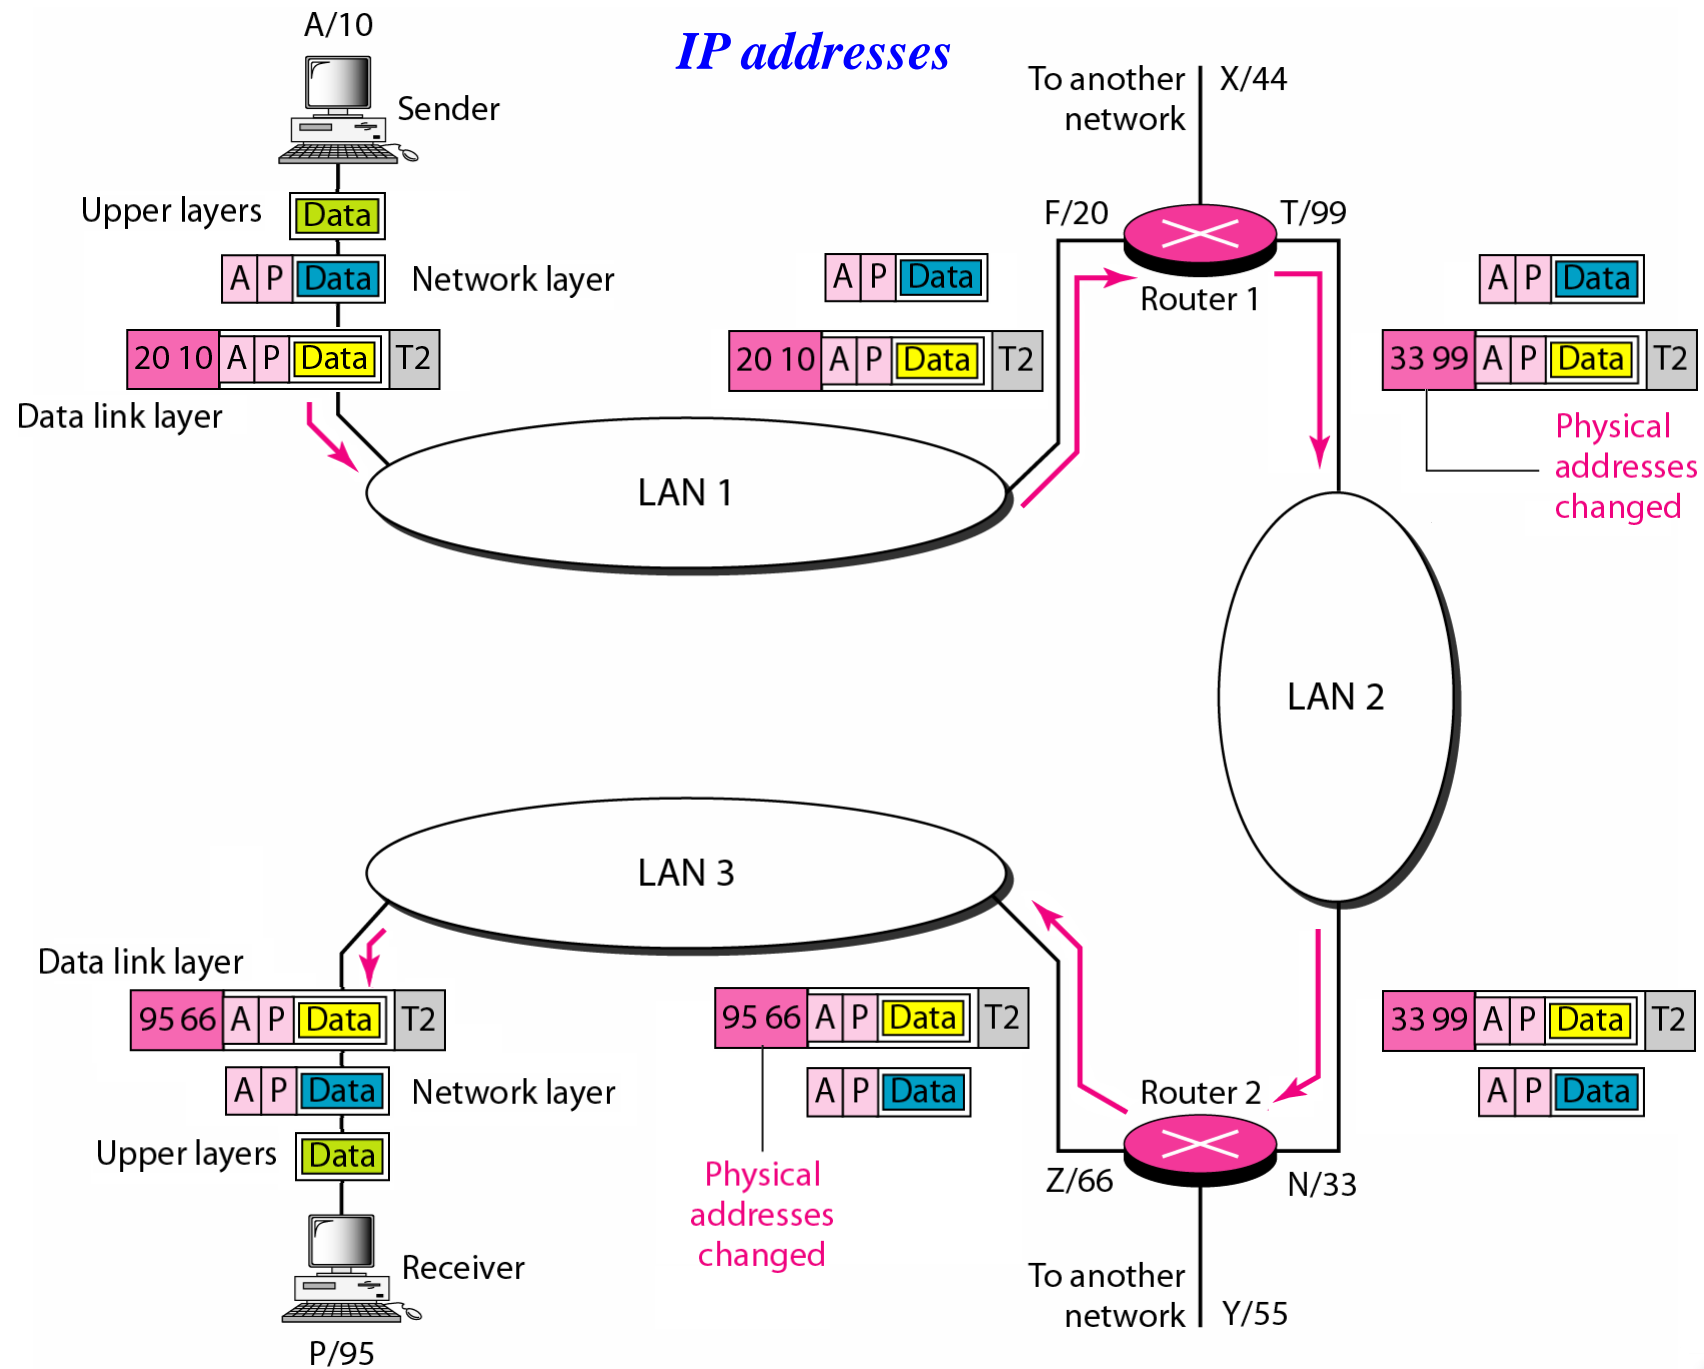 IP addresses
A/10
Sender
Upper layers
Data
A P Data
Network layer
20 10 A P Data T2
Data link layer
To another
network
X/44
F/20
T/99
Router 1
A P Data
20 10 A P Data T2
A P Data
33 99 A P Data T2
Physical
addresses
changed
LAN 1
LAN 2
LAN 3
Data link layer
95 66 A P Data T2
A P Data
Network layer
Upper layers
Data
Receiver
P/95
95 66 A P Data T2
A P Data
Physical
addresses
changed
Router 2
Z/66
N/33
33 99 A P Data T2
A P Data
To another
network
Y/55